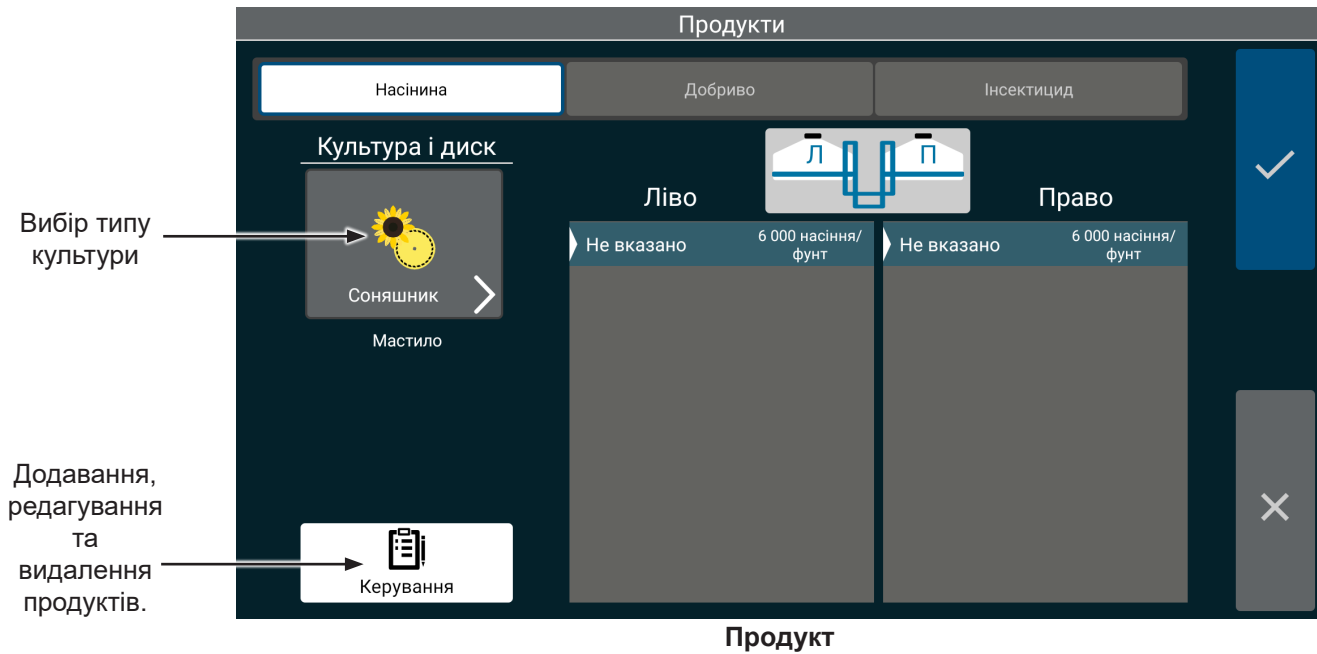 Продукти
Насінина
Добриво
Інсектицид
Культура і диск
Л
П
Ліво
Право
Вибір типу
культури
Не вказано
6 000 насіння/
фунт
Не вказано
6 000 насіння/
фунт
Соняшник
Мастило
Додавання,
редагування
та
видалення
продуктів.
Керування
Продукт